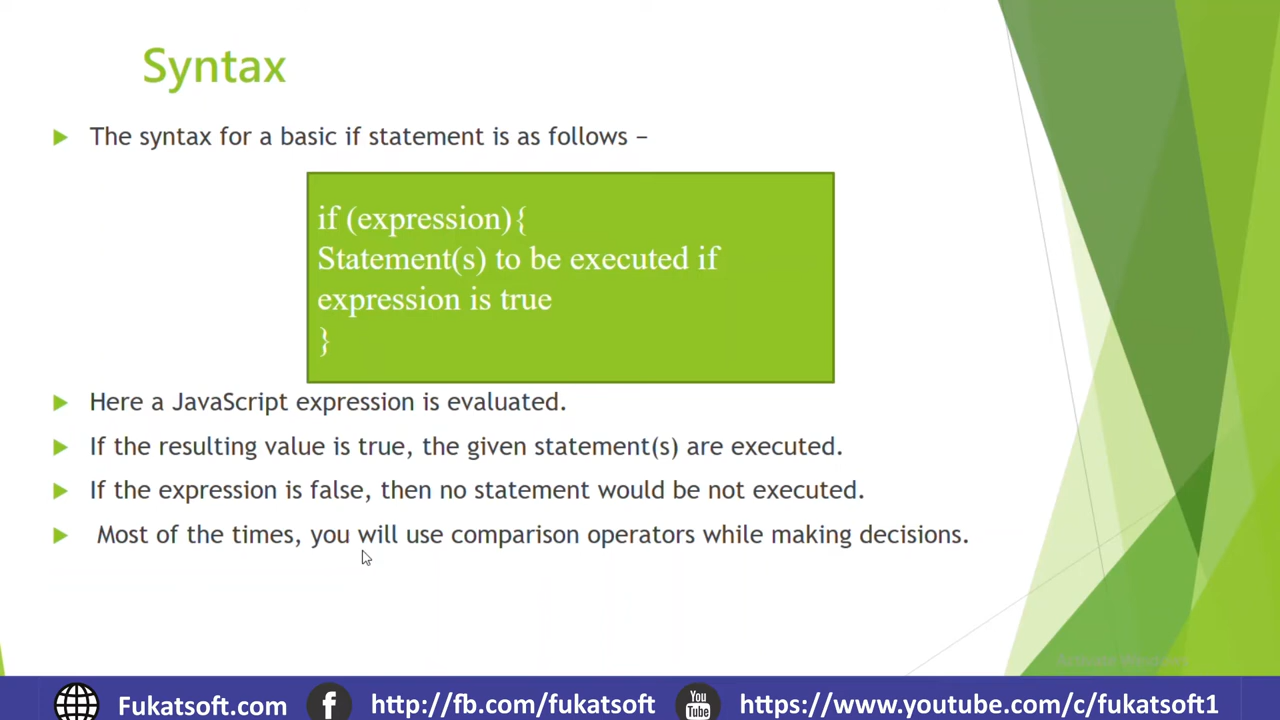 Syntax
The syntax for a basic if statement is as follows −
if (expression){
Statement(s) to be executed if
expression is true
}
Here a JavaScript expression is evaluated.
If the resulting value is true, the given statement(s) are executed.
If the expression is false, then no statement would be not executed.
Most of the times, you will use comparison operators while making decisions.
Activate Windows
Fukatsoft.com
f
http://fb.com/fukatsoft
You
Tube
https://www.youtube.com/c/fukatsoft1